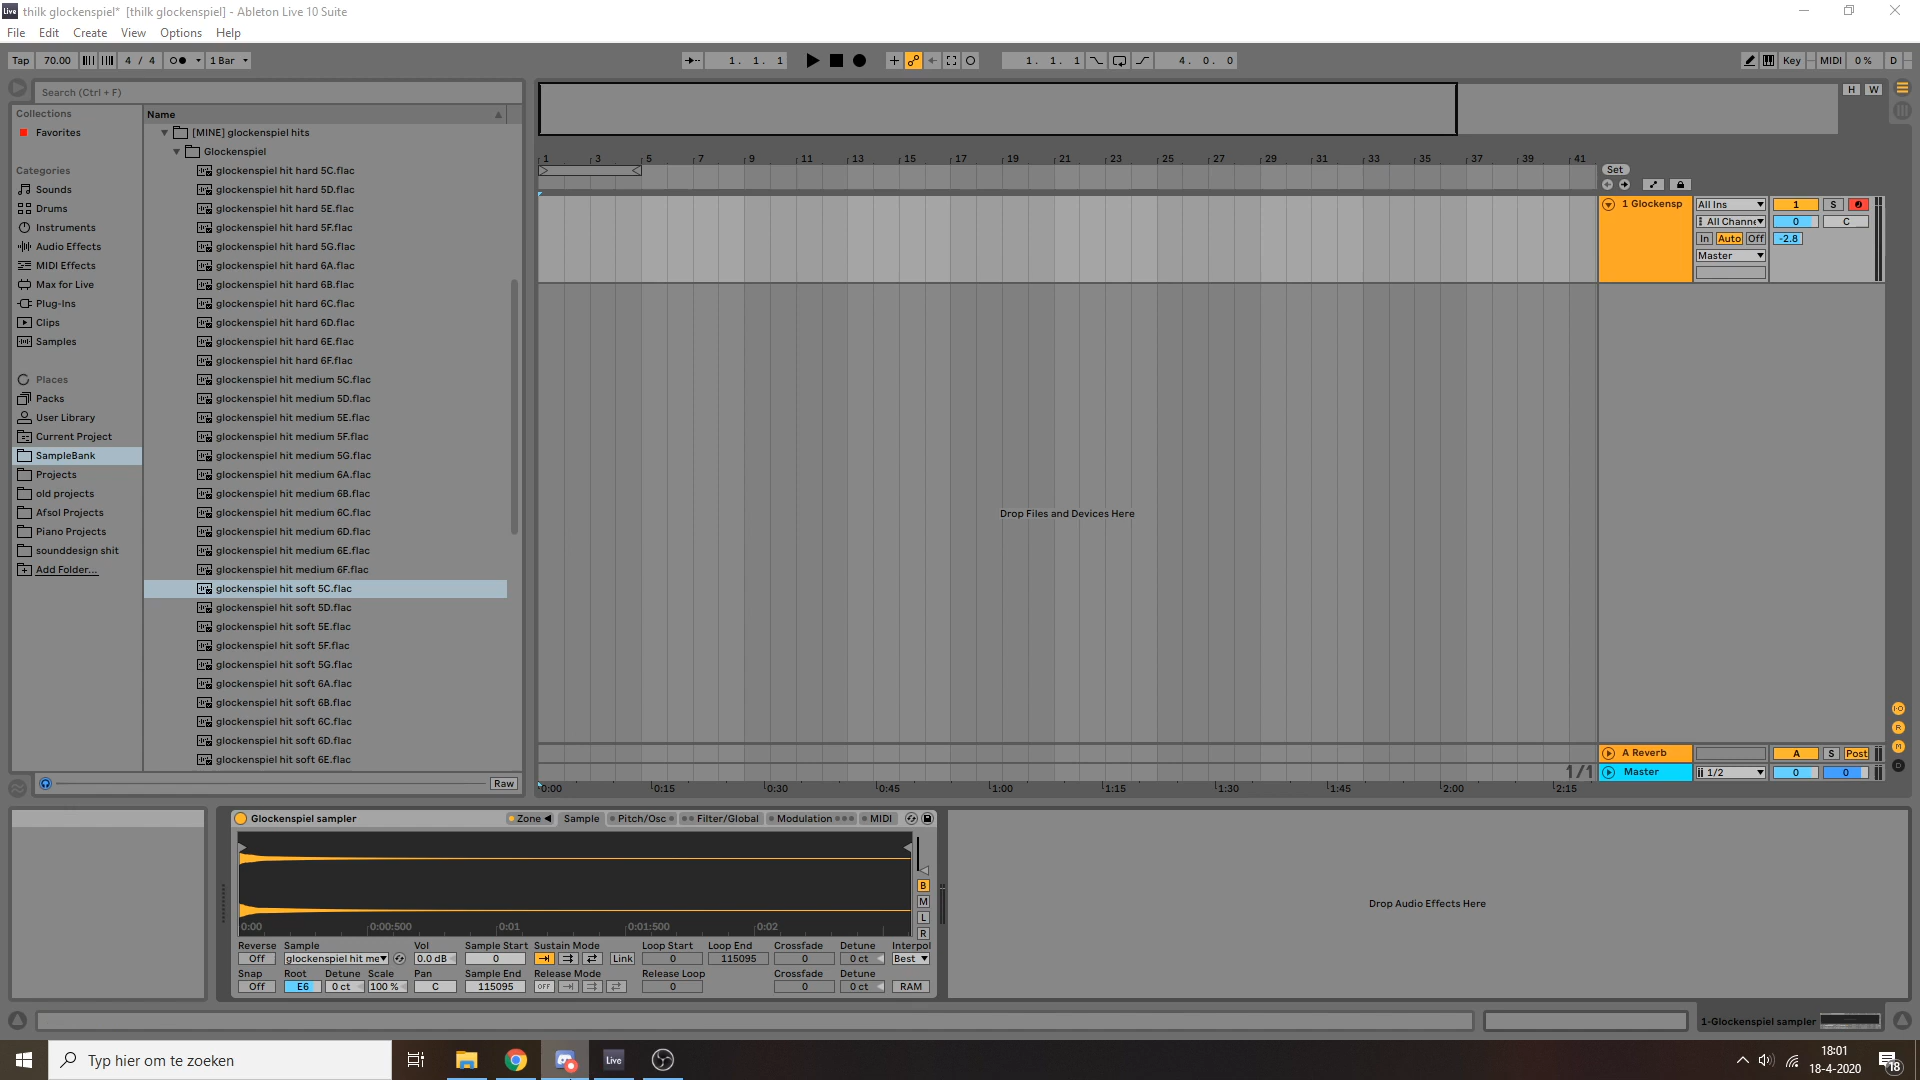 thilk glockenspiel* [thilk glockenspiel] - Ableton Live 10 Suite
File Edit Create View Options Help
Tap 70.00 4 / 4 1 Bar 1. 1. 1 1. 1. 1 4. 0. 0 Key MIDI 0 % D
Search (Ctrl + F)
H W
Collections
Favorites
Categories
Sounds
Drums
Instruments
Audio Effects
MIDI Effects
Max for Live
Plug-Ins
Clips
Samples
Places
Packs
User Library
Current Project
SampleBank
Projects
old projects
Afsol Projects
Piano Projects
sounddesign shit
Add Folder...
Name
[MINE] glockenspiel hits
Glockenspiel
glockenspiel hit hard 5C.flac
glockenspiel hit hard 5D.flac
glockenspiel hit hard 5E.flac
glockenspiel hit hard 5F.flac
glockenspiel hit hard 5G.flac
glockenspiel hit hard 6A.flac
glockenspiel hit hard 6B.flac
glockenspiel hit hard 6C.flac
glockenspiel hit hard 6D.flac
glockenspiel hit hard 6E.flac
glockenspiel hit hard 6F.flac
glockenspiel hit medium 5C.flac
glockenspiel hit medium 5D.flac
glockenspiel hit medium 5E.flac
glockenspiel hit medium 5F.flac
glockenspiel hit medium 5G.flac
glockenspiel hit medium 6A.flac
glockenspiel hit medium 6B.flac
glockenspiel hit medium 6C.flac
glockenspiel hit medium 6D.flac
glockenspiel hit medium 6E.flac
glockenspiel hit medium 6F.flac
glockenspiel hit soft 5C.flac
glockenspiel hit soft 5D.flac
glockenspiel hit soft 5E.flac
glockenspiel hit soft 5F.flac
glockenspiel hit soft 5G.flac
glockenspiel hit soft 6A.flac
glockenspiel hit soft 6B.flac
glockenspiel hit soft 6C.flac
glockenspiel hit soft 6D.flac
glockenspiel hit soft 6E.flac
Raw
1 3 5 7 9 11 13 15 17 19 21 23 25 27 29 31 33 35 37 39 41
Set
1 Glockensp All Ins 1 S
All Channe 0 C
In Auto Off -2.8
Master
Drop Files and Devices Here
A Reverb A S Post
1/1 Master 1/2 0 0
0:00 0:15 0:30 0:45 1:00 1:15 1:30 1:45 2:00 2:15
I·O
R
M
D
Glockenspiel sampler Zone Sample Pitch/Osc Filter/Global Modulation MIDI
B
M
L
R
0:00 0:00:500 0:01 0:01:500 0:02
Reverse Sample Vol Sample Start Sustain Mode Loop Start Loop End Crossfade Detune Interpol
Off glockenspiel hit me 0.0 dB 0 Link 0 115095 0 0 ct Best
Snap Root Detune Scale Pan Sample End Release Mode Release Loop Crossfade Detune
Off E6 0 ct 100 % C 115095 OFF 0 0 0 ct RAM
Drop Audio Effects Here
1-Glockenspiel sampler
Typ hier om te zoeken
Live
18:01
18-4-2020
18